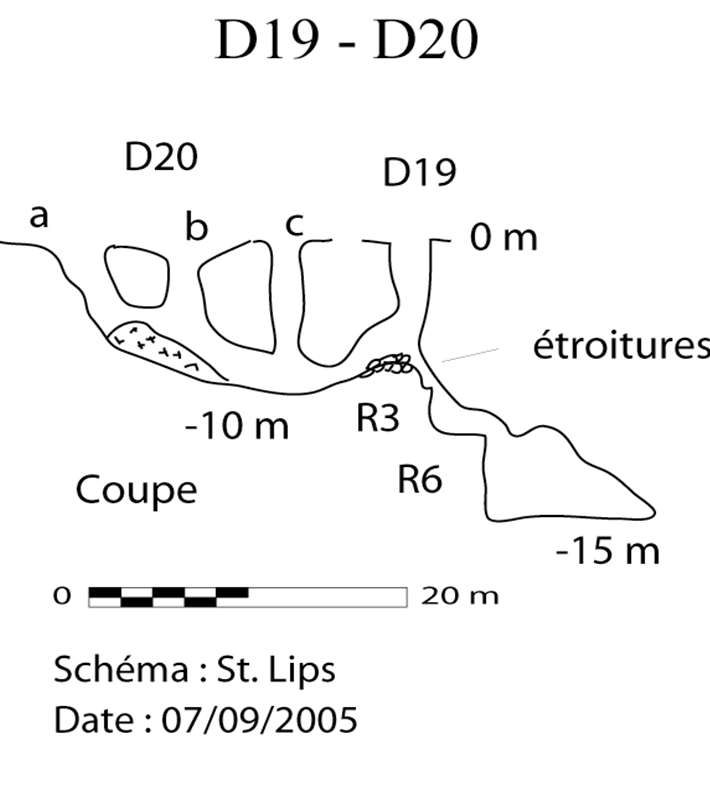 D19 - D20
D20
D19
a
b
c
0 m
étroitures
-10 m
R3
R6
Coupe
-15 m
0
20 m
Schéma : St. Lips
Date : 07/09/2005